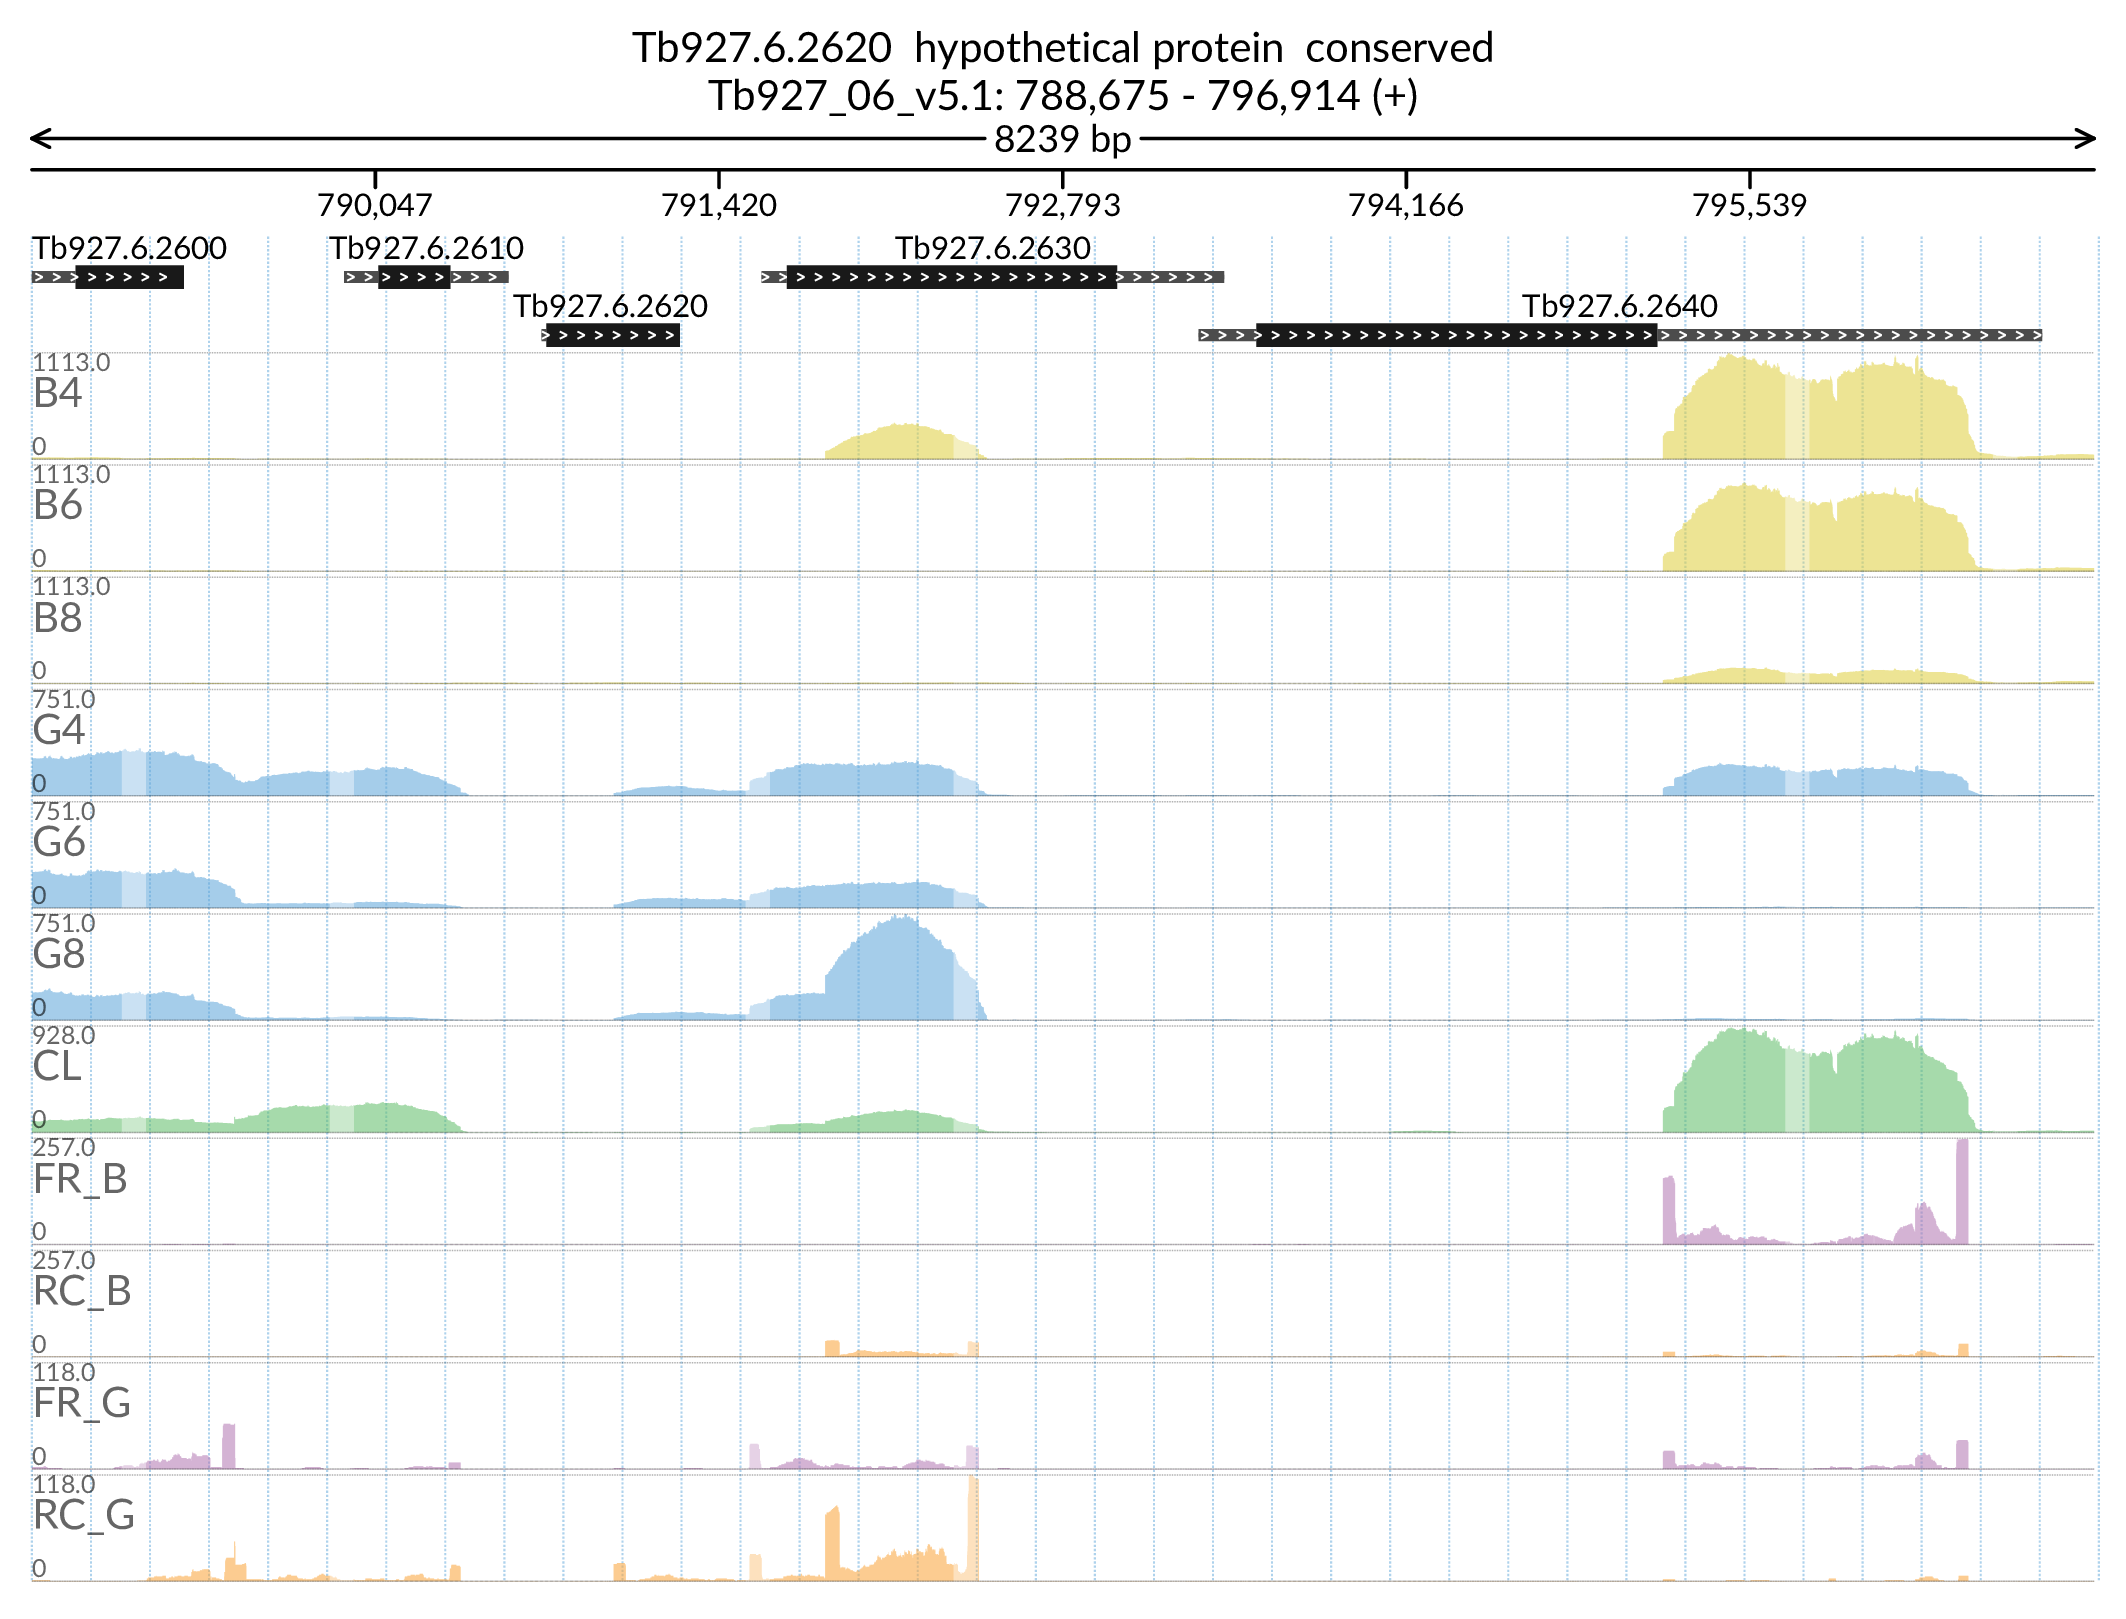 Tb927.6.2620  hypothetical protein  conserved
Tb927_06_v5.1: 788,675 - 796,914 (+)
8239 bp
790,047 791,420 792,793 794,166 795,539
Tb927.6.2600 Tb927.6.2610 Tb927.6.2630
Tb927.6.2620 Tb927.6.2640
1113.0
B4
0
1113.0
B6
0
1113.0
B8
0
751.0
G4
0
751.0
G6
0
751.0
G8
0
928.0
CL
0
257.0
FR_B
0
257.0
RC_B
0
118.0
FR_G
0
118.0
RC_G
0